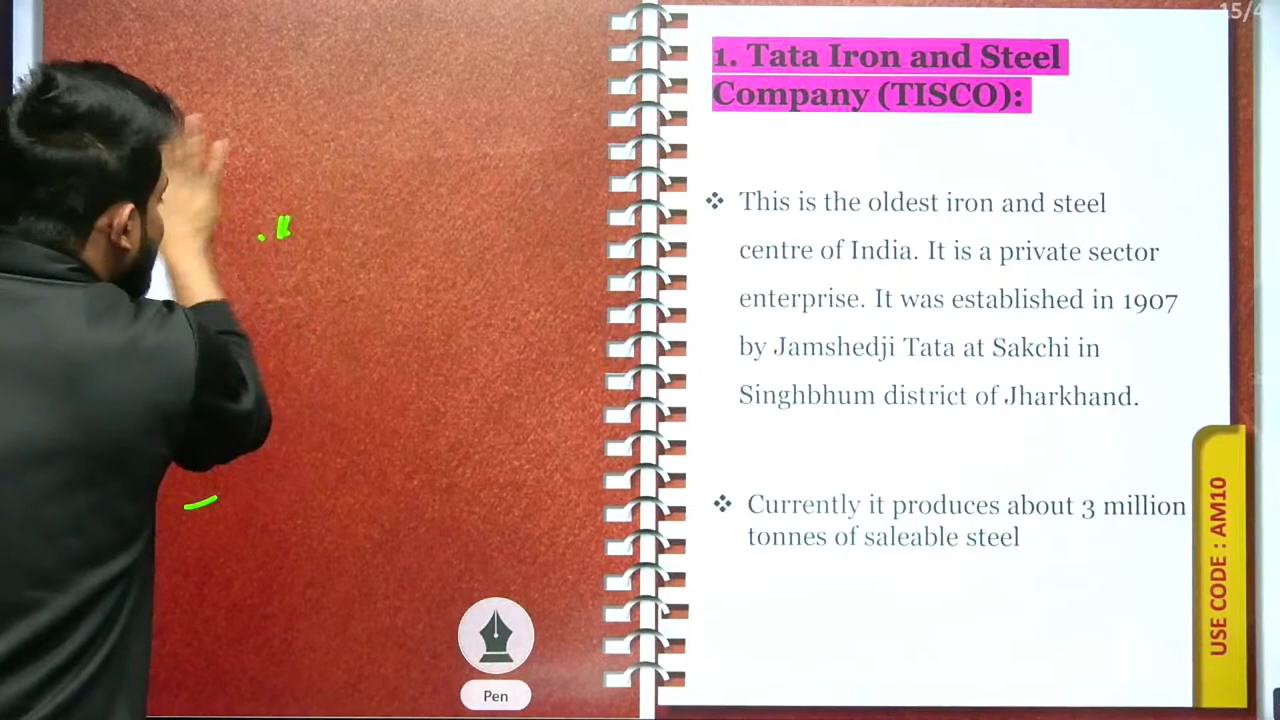 15/4
1. Tata Iron and Steel
Company (TISCO):
❖ This is the oldest iron and steel
centre of India. It is a private sector
enterprise. It was established in 1907
by Jamshedji Tata at Sakchi in
Singhbhum district of Jharkhand.
❖ Currently it produces about 3 million
tonnes of saleable steel
USE CODE : AM10
Pen